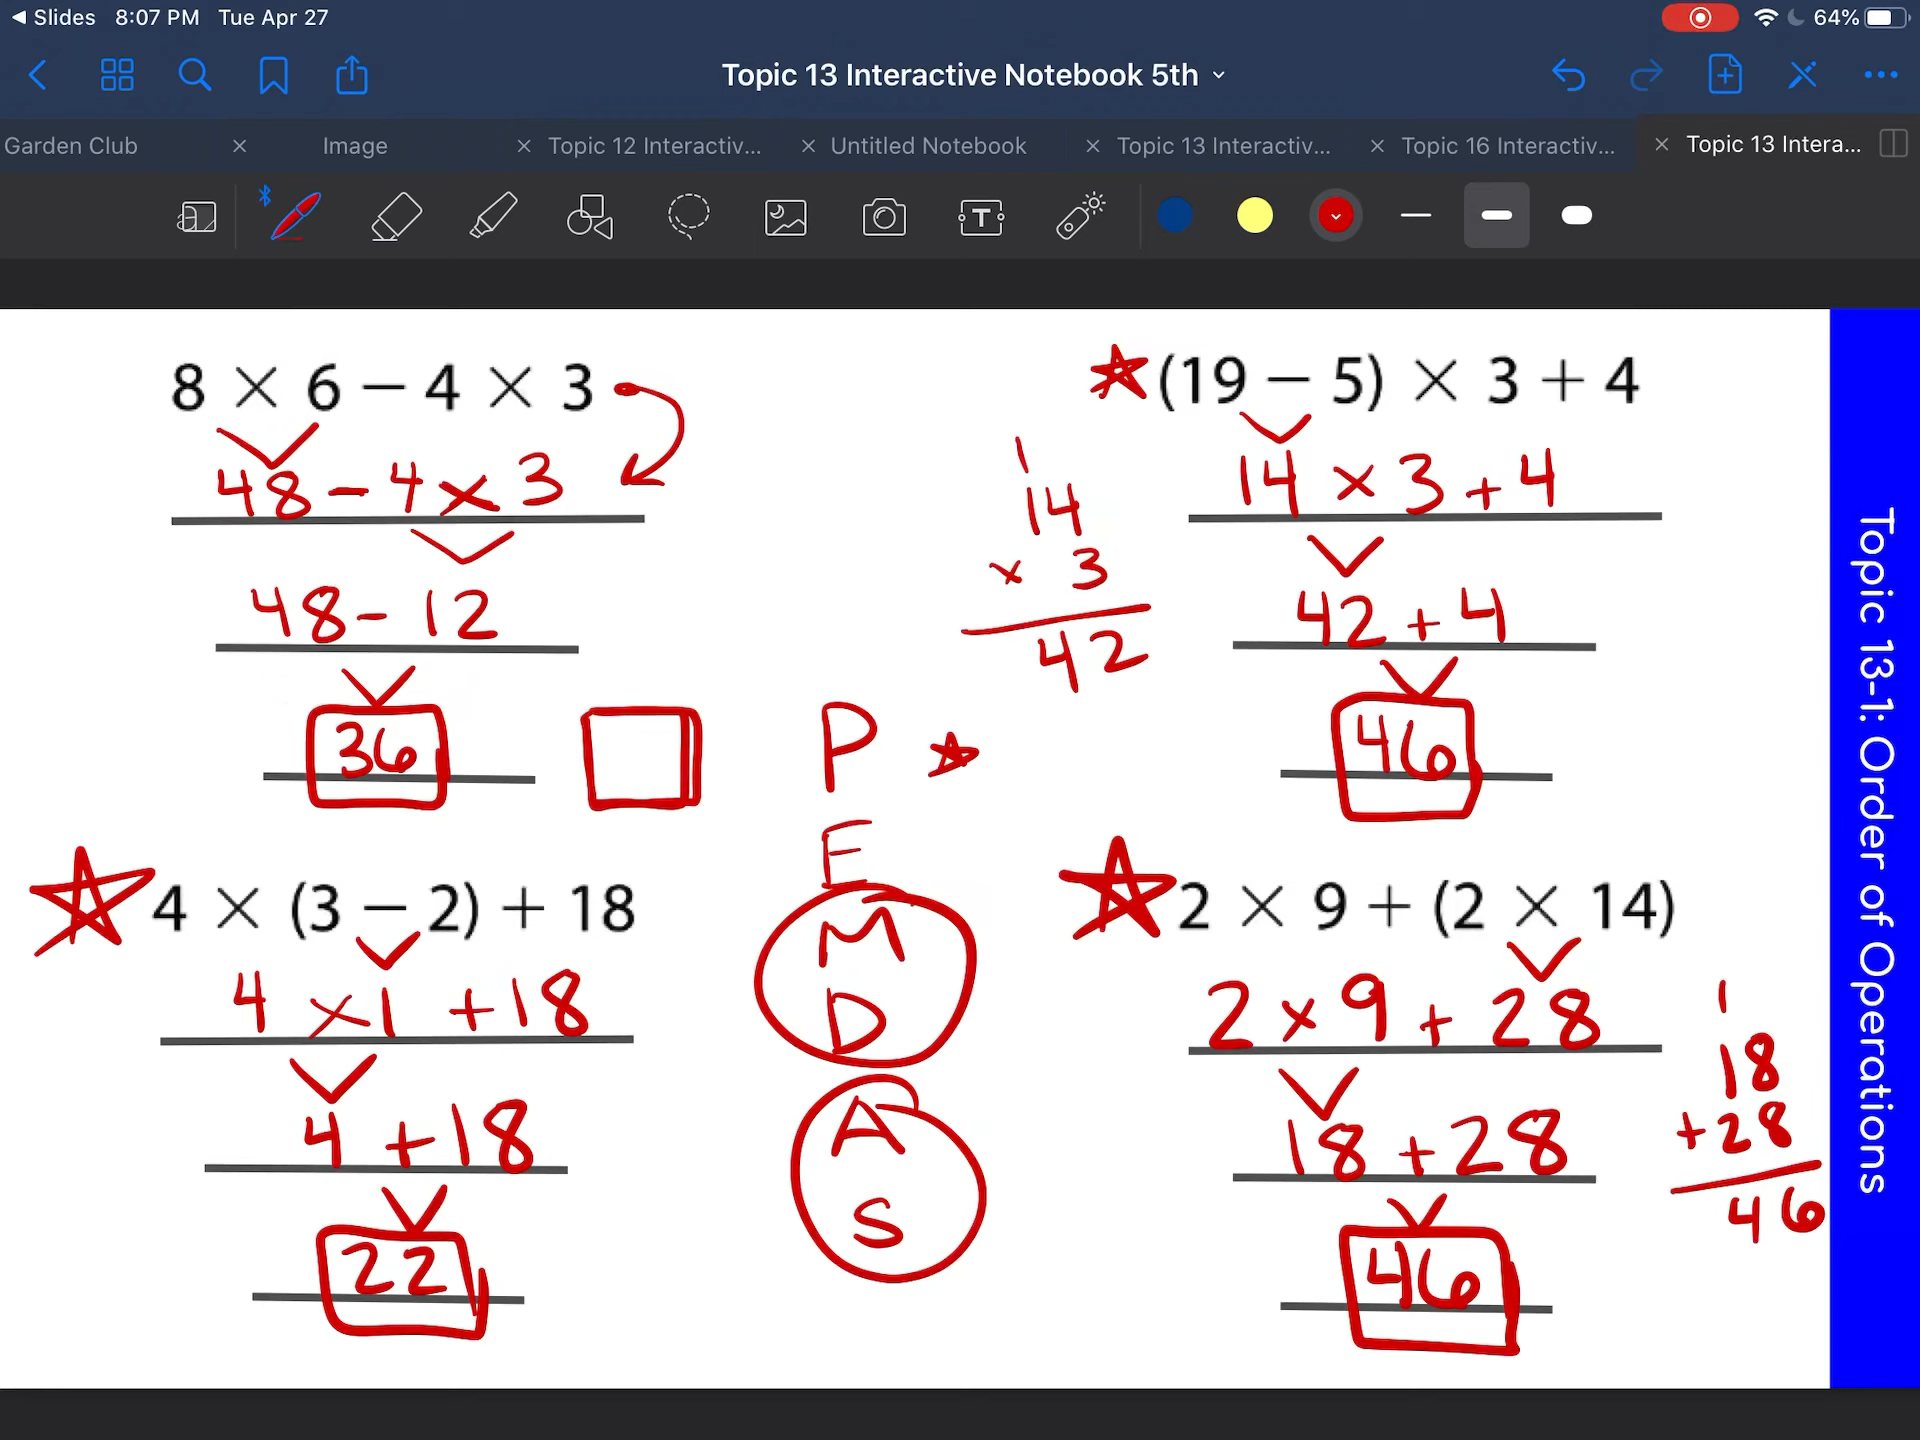 Slides 8:07 PM Tue Apr 27 64%
Topic 13 Interactive Notebook 5th
Garden Club Image Topic 12 Interactiv... Untitled Notebook Topic 13 Interactiv... Topic 16 Interactiv... Topic 13 Intera...
8 × 6 − 4 × 3
48 - 4 x 3
48 - 12
36
(19 − 5) × 3 + 4
14 x 3 + 4
42 + 4
46
1
14
x 3
42
P
E
M
D
A
S
4 × (3 − 2) + 18
4 x 1 + 18
4 + 18
22
2 × 9 + (2 × 14)
2 x 9 + 28
18 + 28
46
1
18
+ 28
46
Topic 13-1: Order of Operations